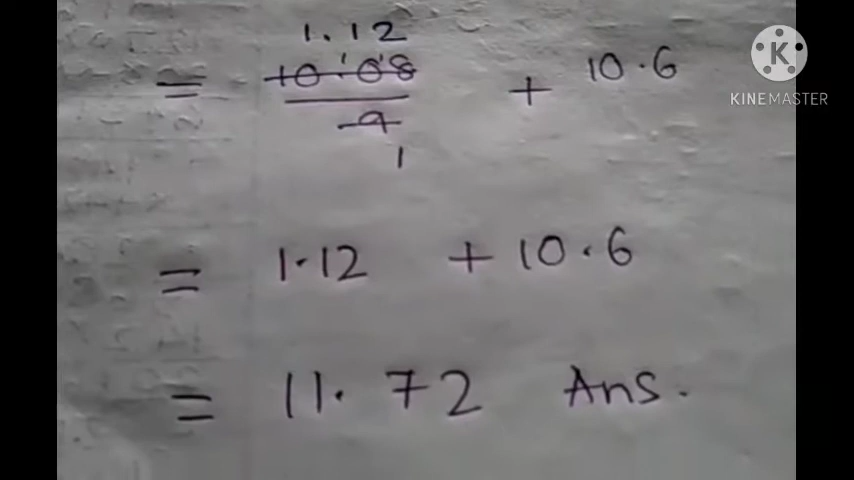 1.12
= 10.08 + 10.6
9
1
= 1.12 + 10.6
= 11.72 Ans.
K
KINEMASTER